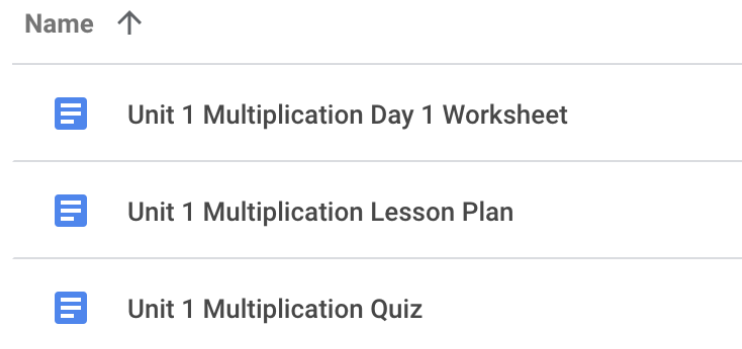 Name
Unit 1 Multiplication Day 1 Worksheet
Unit 1 Multiplication Lesson Plan
Unit 1 Multiplication Quiz